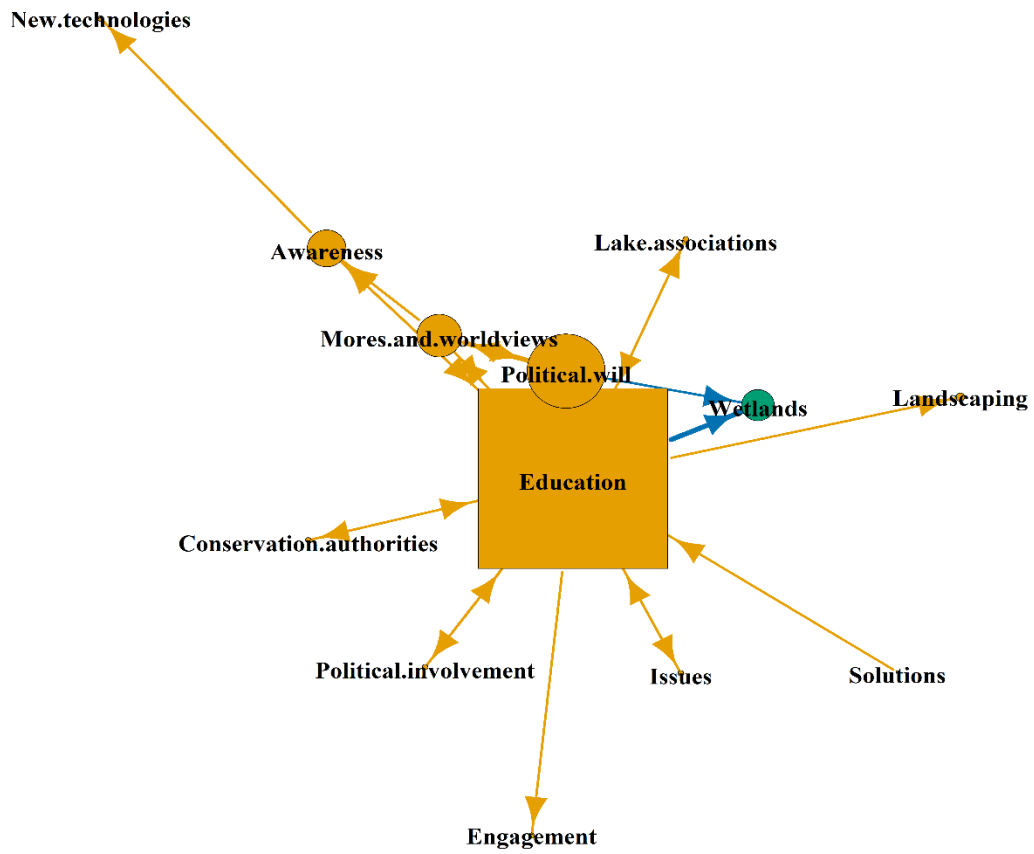 New.technologies
Lake.associations
Awareness
Mores.and.worldviews
Political.will
Landscaping
Wetlands
Education
Conservation.authorities
Political.involvement
Issues
Solutions
Engagement